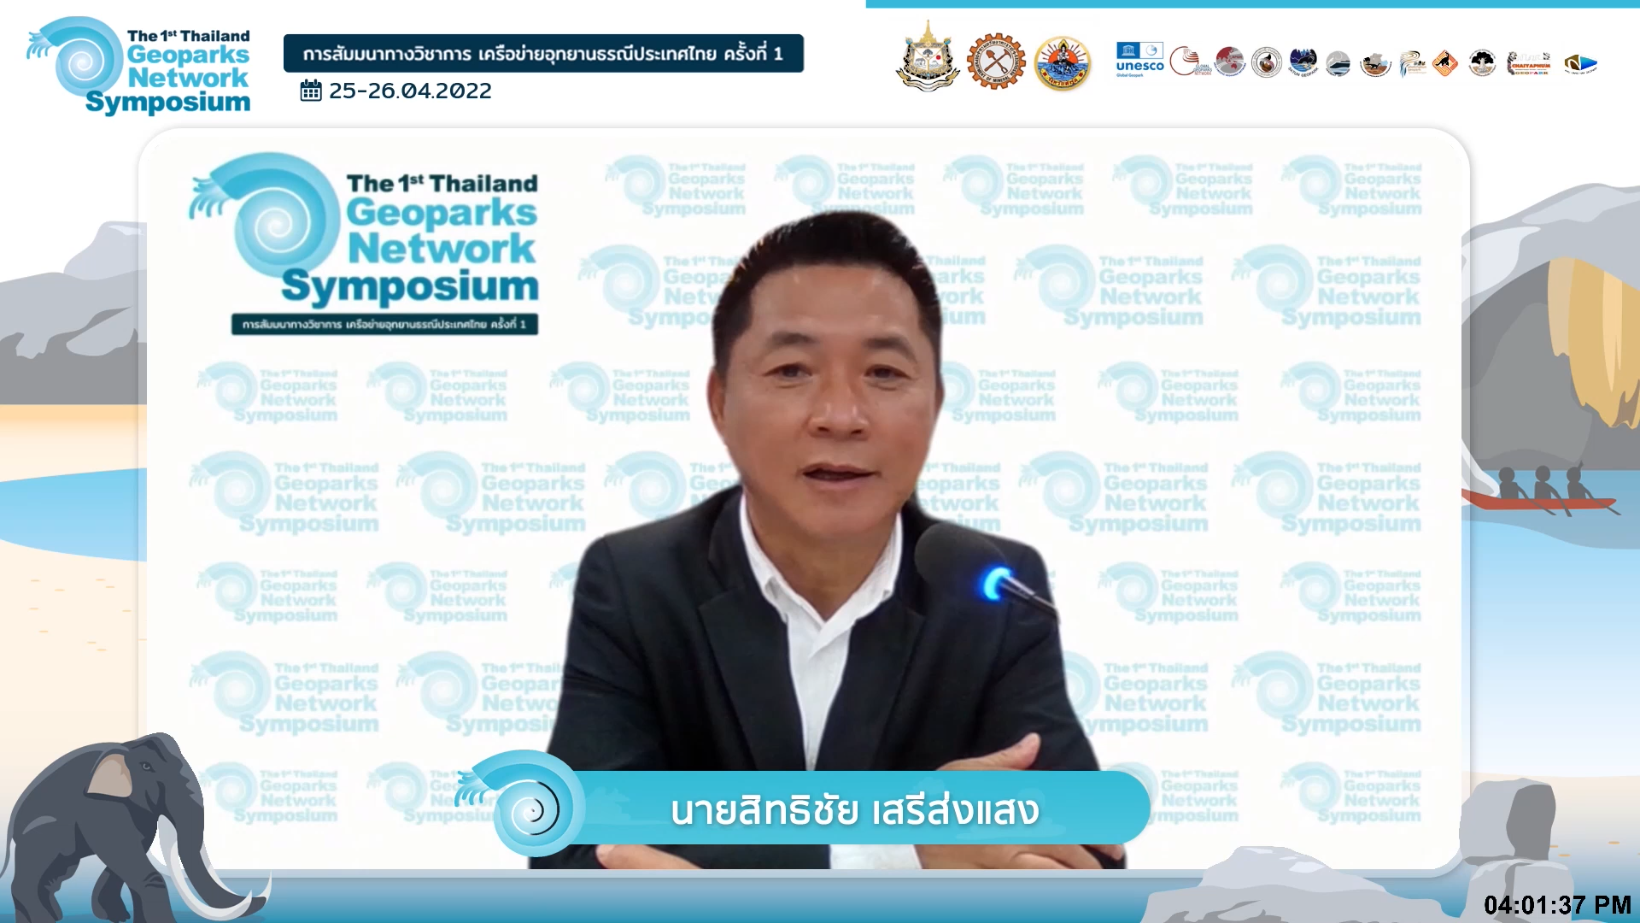 The 1st Thailand
Geoparks
Network
Symposium
การสัมมนาทางวิชาการ เครือข่ายอุทยานธรณีประเทศไทย ครั้งที่ 1
25-26.04.2022
unesco
Global Geopark
The 1st Thailand
Geoparks
Network
Symposium
การสัมมนาทางวิชาการ เครือข่ายอุทยานธรณีประเทศไทย ครั้งที่ 1
นายสิทธิชัย เสรีส่งแสง
04:01:37 PM